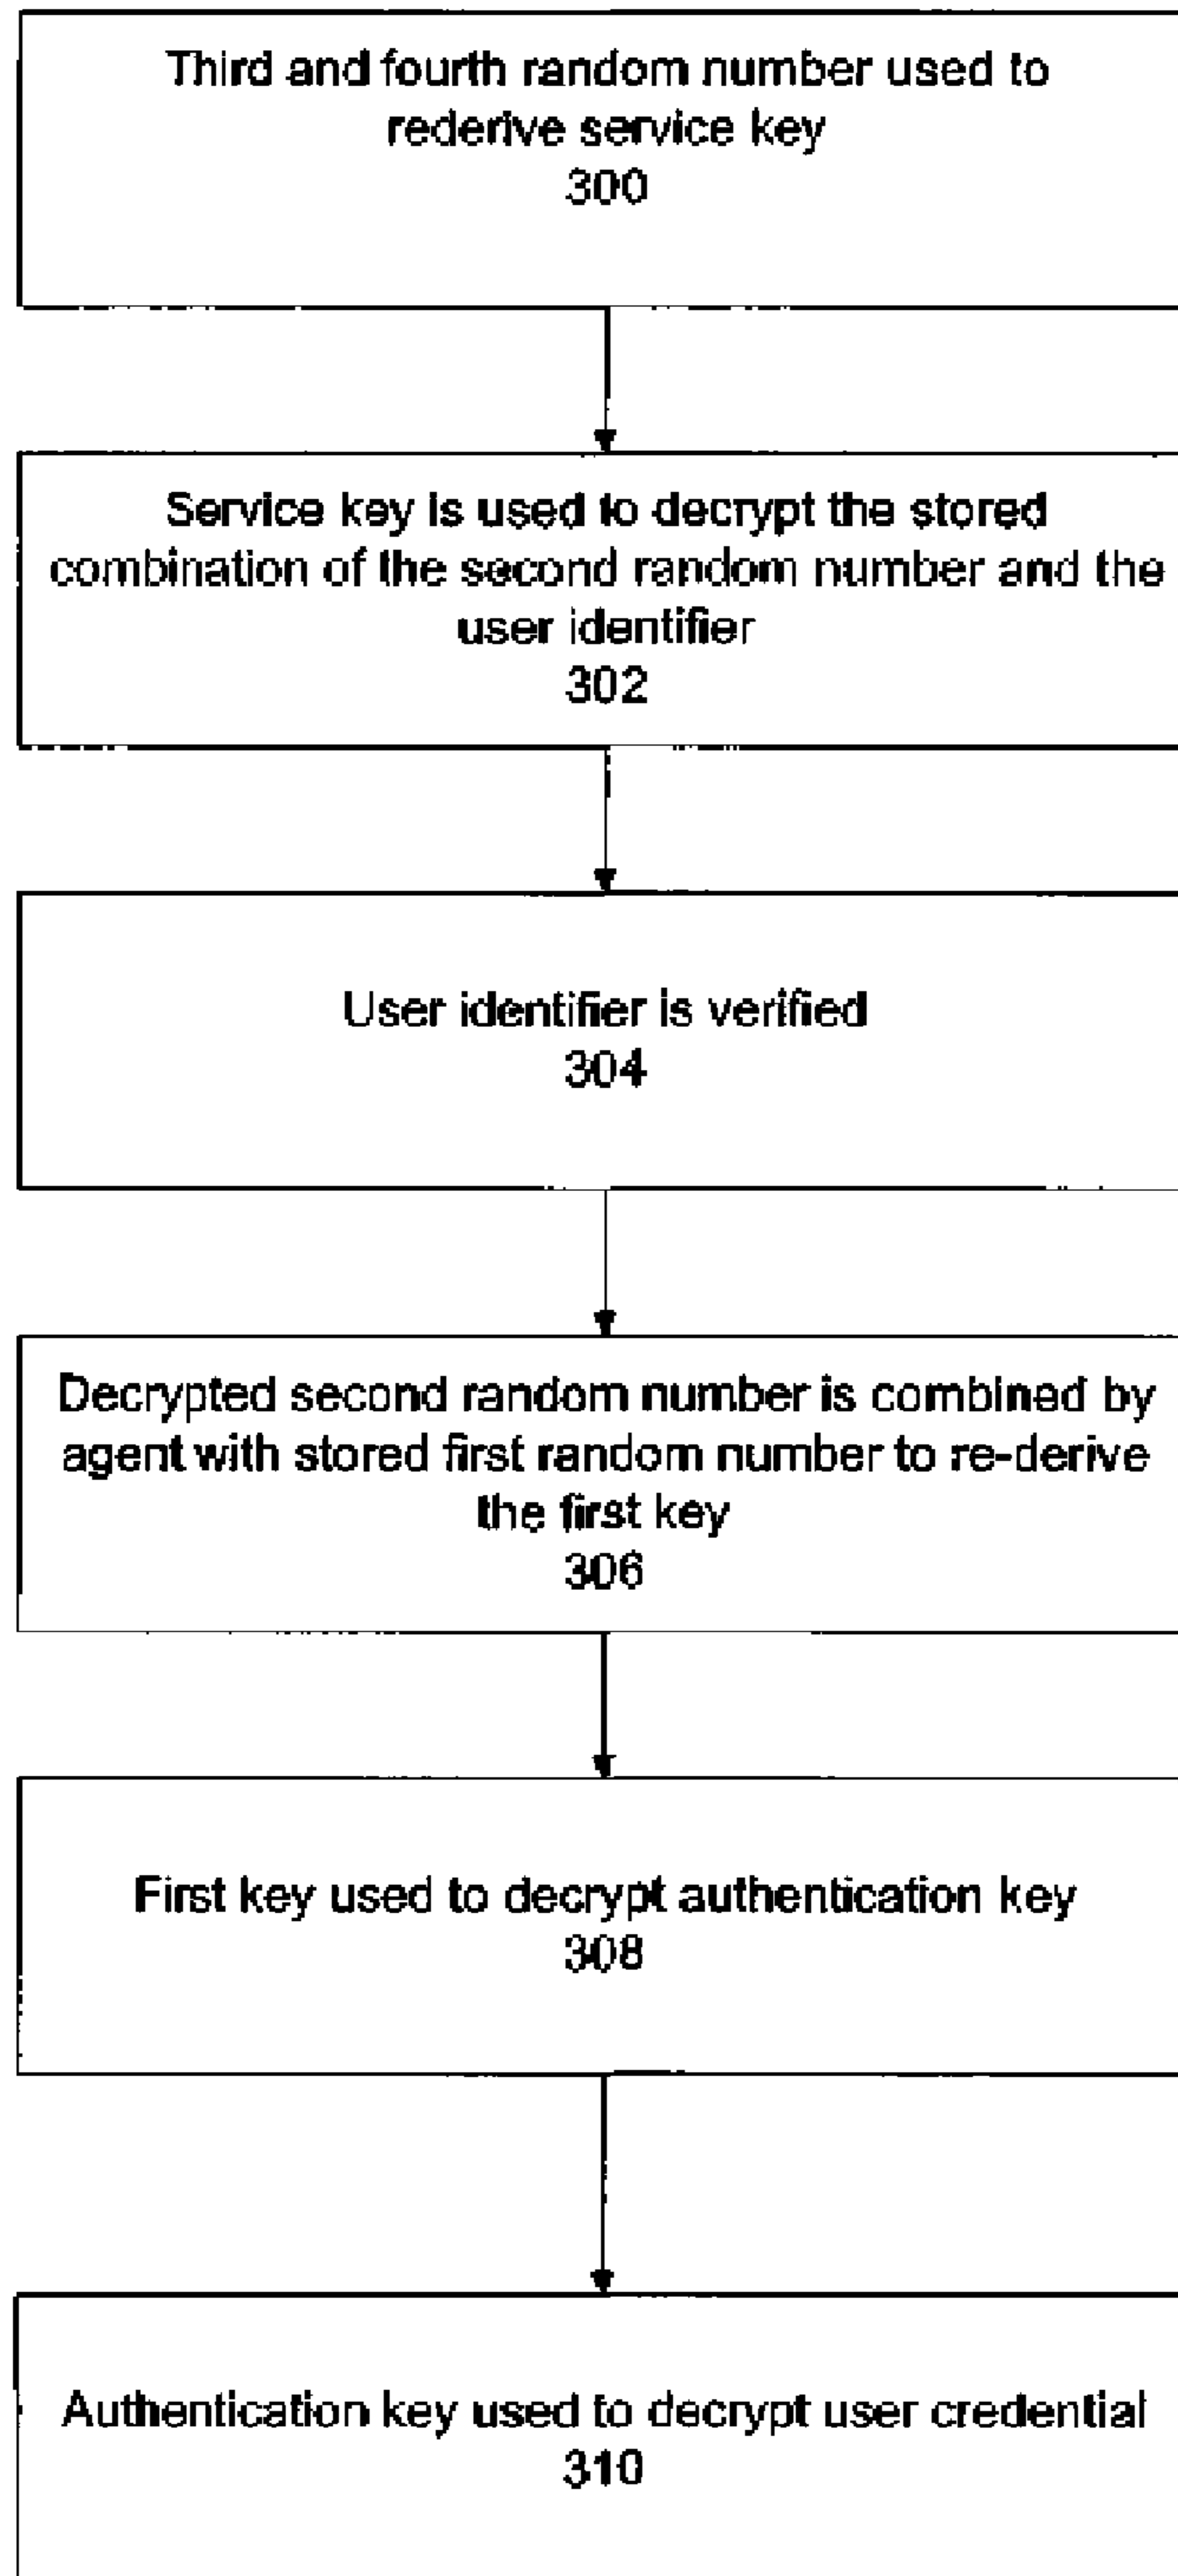 Third and fourth random number used to
rederive service key
300
Service key is used to decrypt the stored
combination of the second random number and the
user identifier
302
User identifier is verified
304
Decrypted second random number is combined by
agent with stored first random number to re-derive
the first key
306
First key used to decrypt authentication key
308
Authentication key used to decrypt user credential
310